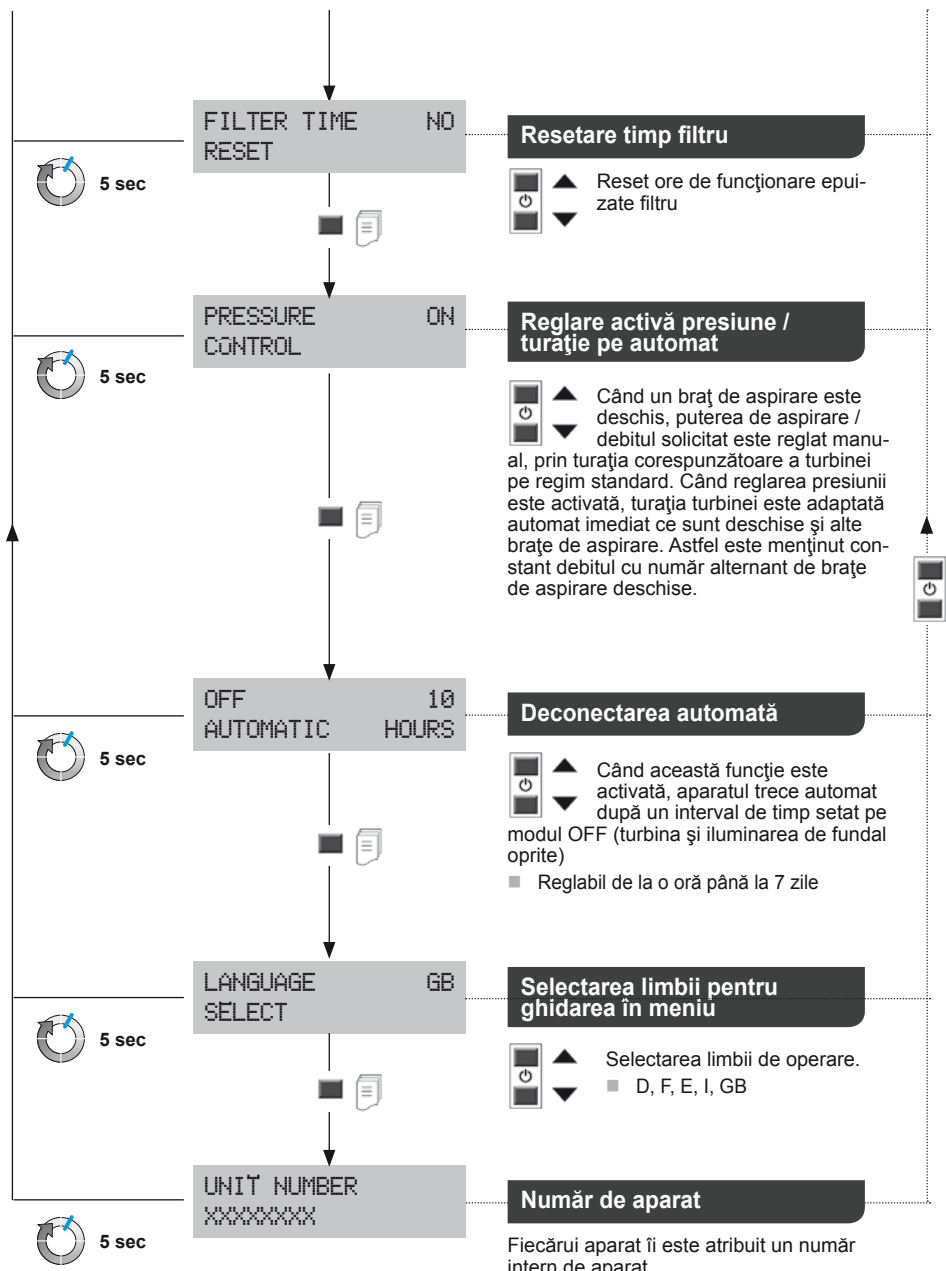 FILTER TIME NO
RESET
5 sec
Resetare timp filtru
Reset ore de funcţionare epui-
zate filtru
PRESSURE ON
CONTROL
5 sec
Reglare activă presiune /
turaţie pe automat
Când un braţ de aspirare este
deschis, puterea de aspirare /
debitul solicitat este reglat manu-
al, prin turaţia corespunzătoare a turbinei
pe regim standard. Când reglarea presiunii
este activată, turaţia turbinei este adaptată
automat imediat ce sunt deschise şi alte
braţe de aspirare. Astfel este menţinut con-
stant debitul cu număr alternant de braţe
de aspirare deschise.
OFF 10
AUTOMATIC HOURS
5 sec
Deconectarea automată
Când această funcţie este
activată, aparatul trece automat
după un interval de timp setat pe
modul OFF (turbina şi iluminarea de fundal
oprite)
Reglabil de la o oră până la 7 zile
LANGUAGE GB
SELECT
5 sec
Selectarea limbii pentru
ghidarea în meniu
Selectarea limbii de operare.
D, F, E, I, GB
UNIT NUMBER
XXXXXXXX
5 sec
Număr de aparat
Fiecărui aparat îi este atribuit un număr
intern de aparat